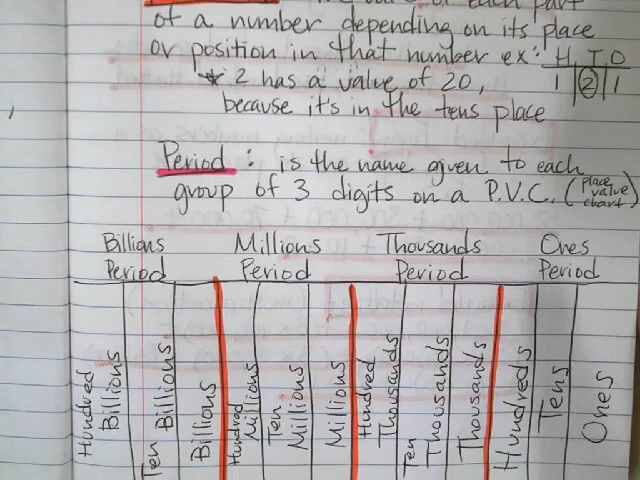 of a number depending on its place
or position in that number ex: H T O
* 2 has a value of 20, 1 2 1
because it's in the tens place
Period : is the name given to each
group of 3 digits on a P.V.C. (place value chart)
Billions Period Millions Period Thousands Period Ones Period
Hundred Billions
Ten Billions
Billions
Hundred Millions
Ten Millions
Millions
Hundred Thousands
Ten Thousands
Thousands
Hundreds
Tens
Ones